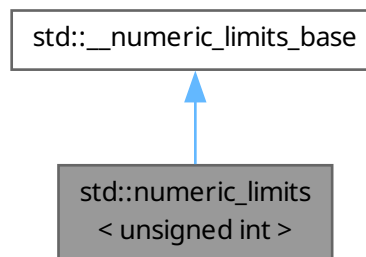 std::__numeric_limits_base
std::numeric_limits
< unsigned int >